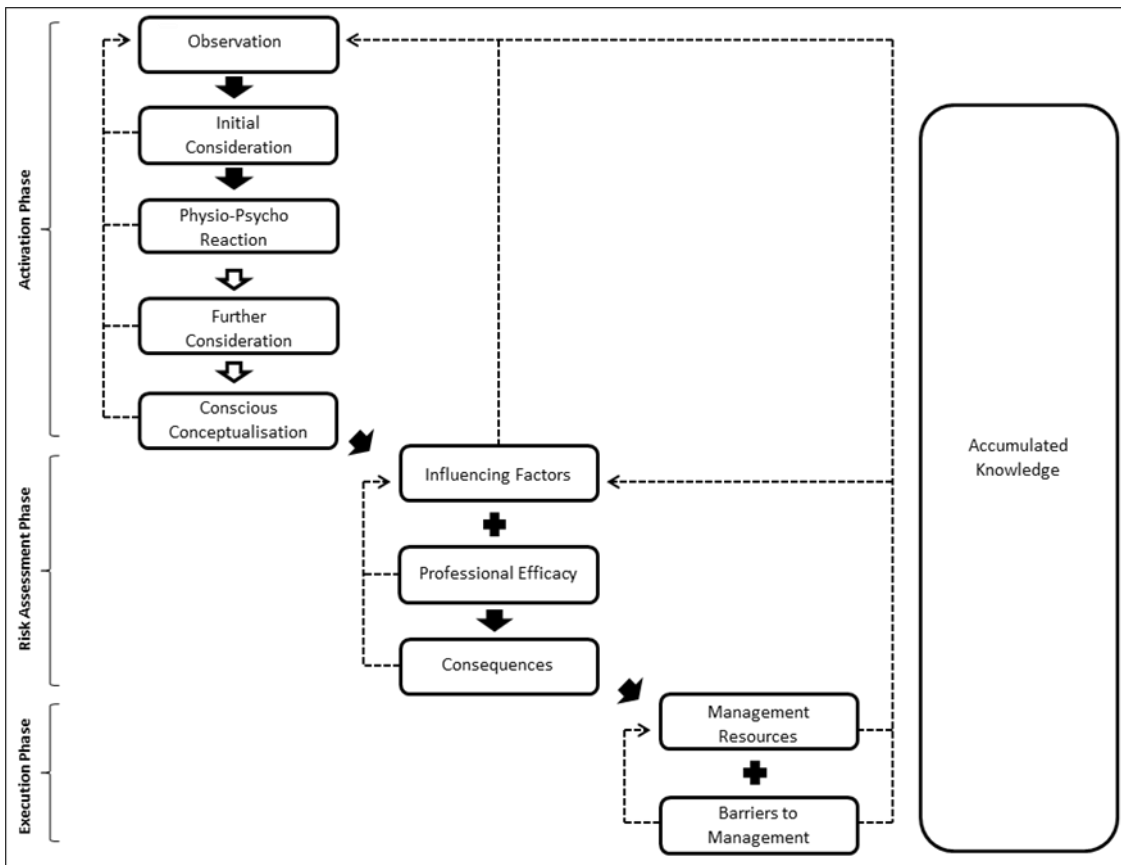 Activation Phase
Observation
Initial
Consideration
Physio-Psycho
Reaction
Further
Consideration
Conscious
Conceptualisation
Risk Assessment Phase
Influencing Factors
Professional Efficacy
Consequences
Execution Phase
Management
Resources
Barriers to
Management
Accumulated
Knowledge